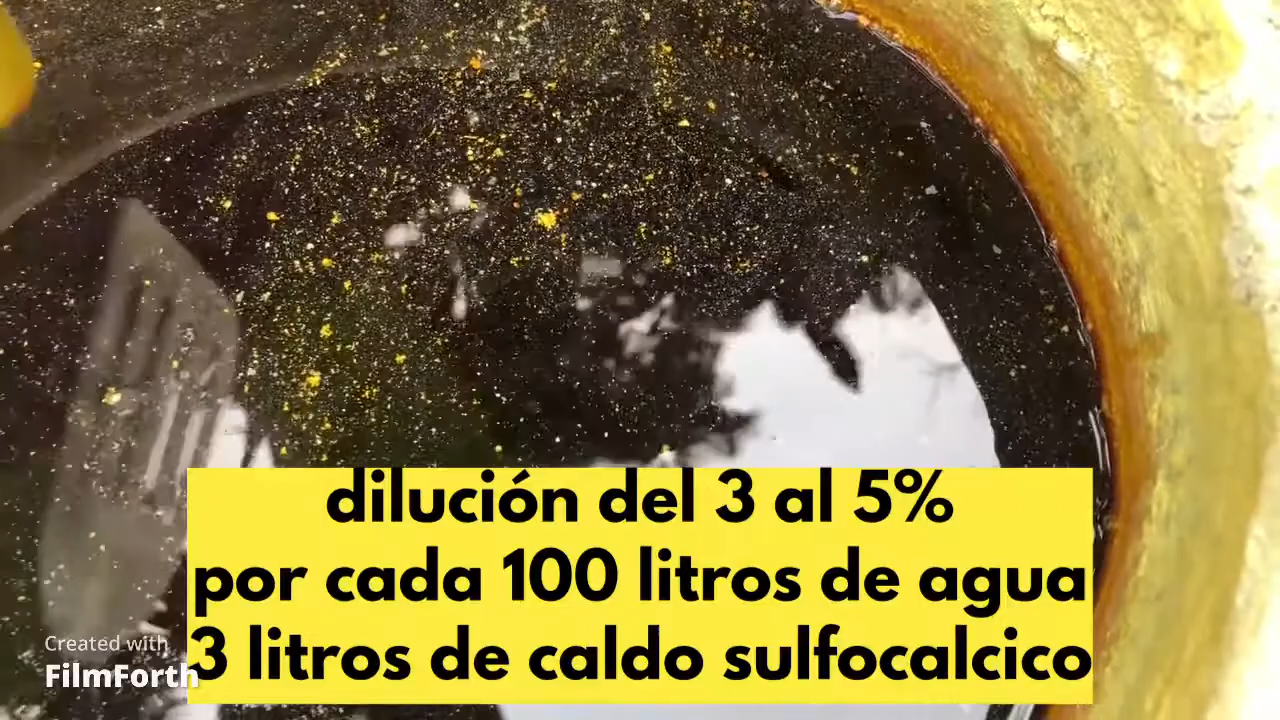 dilución del 3 al 5%
por cada 100 litros de agua
3 litros de caldo sulfocalcico
Created with
FilmForth